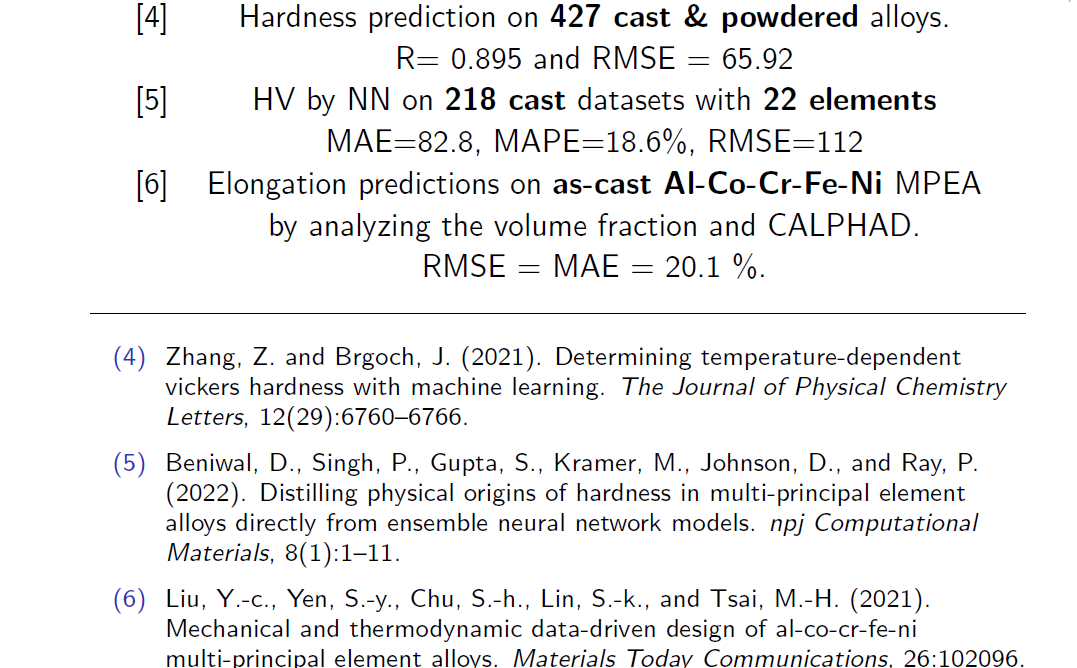 [4] Hardness prediction on 427 cast & powdered alloys.
R= 0.895 and RMSE = 65.92
[5] HV by NN on 218 cast datasets with 22 elements
MAE=82.8, MAPE=18.6%, RMSE=112
[6] Elongation predictions on as-cast Al-Co-Cr-Fe-Ni MPEA
by analyzing the volume fraction and CALPHAD.
RMSE = MAE = 20.1 %.
(4) Zhang, Z. and Brgoch, J. (2021). Determining temperature-dependent
vickers hardness with machine learning. The Journal of Physical Chemistry
Letters, 12(29):6760–6766.
(5) Beniwal, D., Singh, P., Gupta, S., Kramer, M., Johnson, D., and Ray, P.
(2022). Distilling physical origins of hardness in multi-principal element
alloys directly from ensemble neural network models. npj Computational
Materials, 8(1):1–11.
(6) Liu, Y.-c., Yen, S.-y., Chu, S.-h., Lin, S.-k., and Tsai, M.-H. (2021).
Mechanical and thermodynamic data-driven design of al-co-cr-fe-ni
multi-principal element alloys. Materials Today Communications, 26:102096.